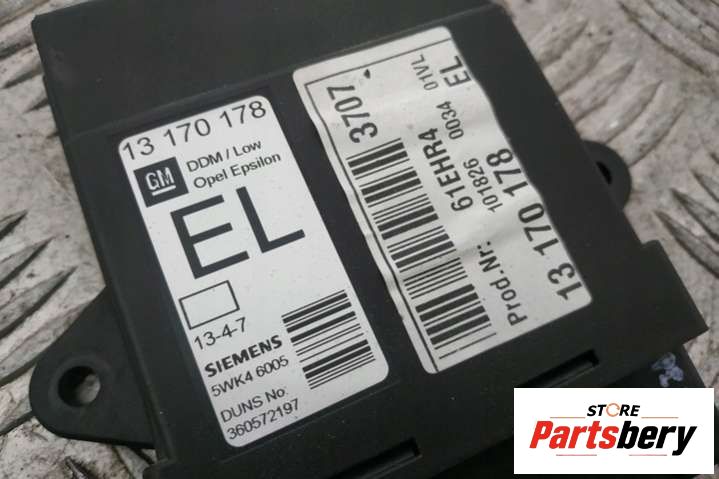 13 170 178
GM
DDM / Low
Opel Epsilon
EL
13-4-7
SIEMENS
5WK4 6005
DUNS No:
360572197
3707
61EHR4
Prod.Nr: 101826 0034 01VL
13 170 178 EL
STORE
Partsbery